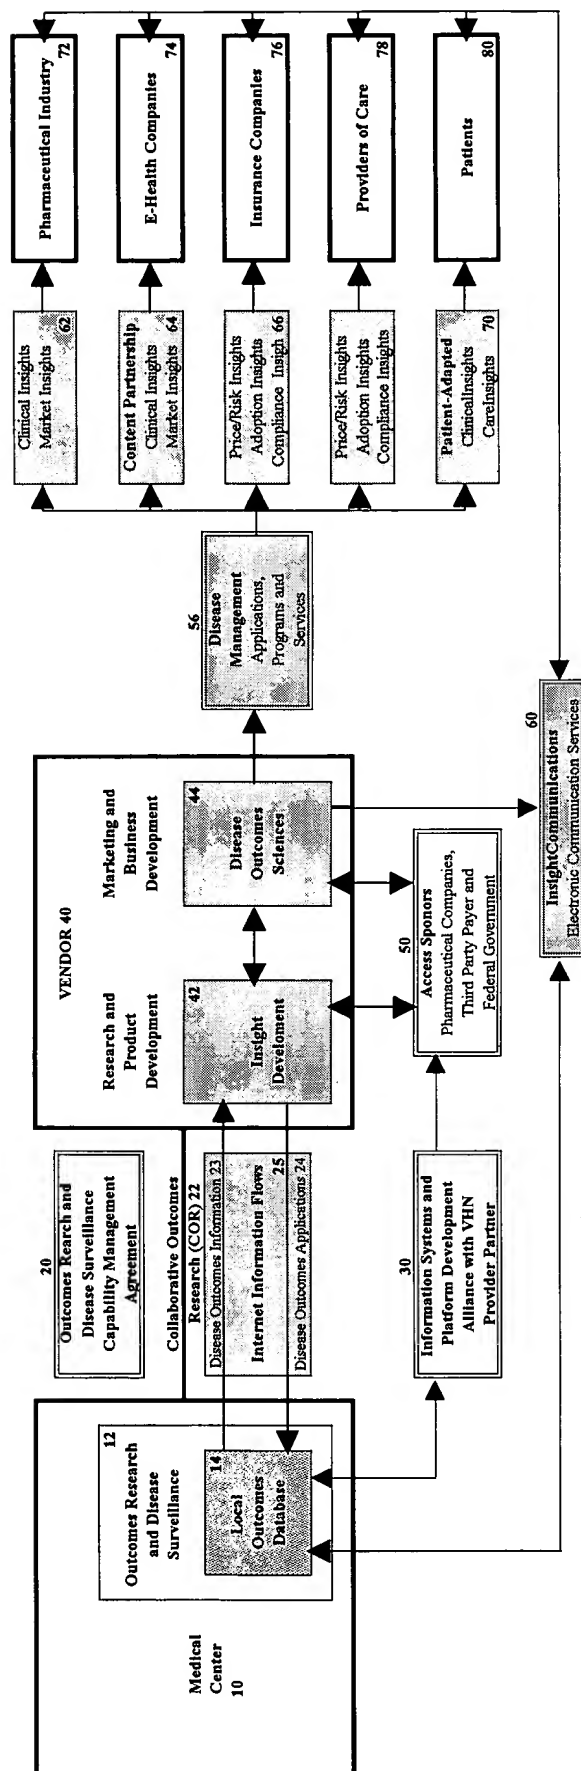 Medical
Center
10
Outcomes Research
and Disease
Surveillance
12
Local
Outcomes
Database
14
20
Outcomes Rearch and
Disease Surveillance
Capability Management
Agreement
Collaborative Outcomes
Research (COR) 22
Disease Outcomes Information 23
Internet Information Flows
25
Disease Outcomes Applications 24
30
Information Systems and
Platform Development
Alliance with VHN
Provider Partner
VENDOR 40
Research and
Product
Development
Marketing and
Business
Development
42
Insight
Develoment
44
Disease
Outcomes
Sciences
50
Access Sponors
Pharmaceutical Companies,
Third Party Payer and
Federal Government
56
Disease
Management
Applications,
Programs and
Services
60
InsightCommunications
Electronic Communication Services
Clinical Insights
Market Insights
62
Content Partnership
Clinical Insights
Market Insights
64
Price/Risk Insights
Adoption Insights
Compliance Insigh 66
Price/Risk Insights
Adoption Insights
Compliance Insights
Patient-Adapted
ClinicalInsights
CareInsights
70
Pharmaceutical Industry
72
E-Health Companies
74
Insurance Companies
76
Providers of Care
78
Patients
80